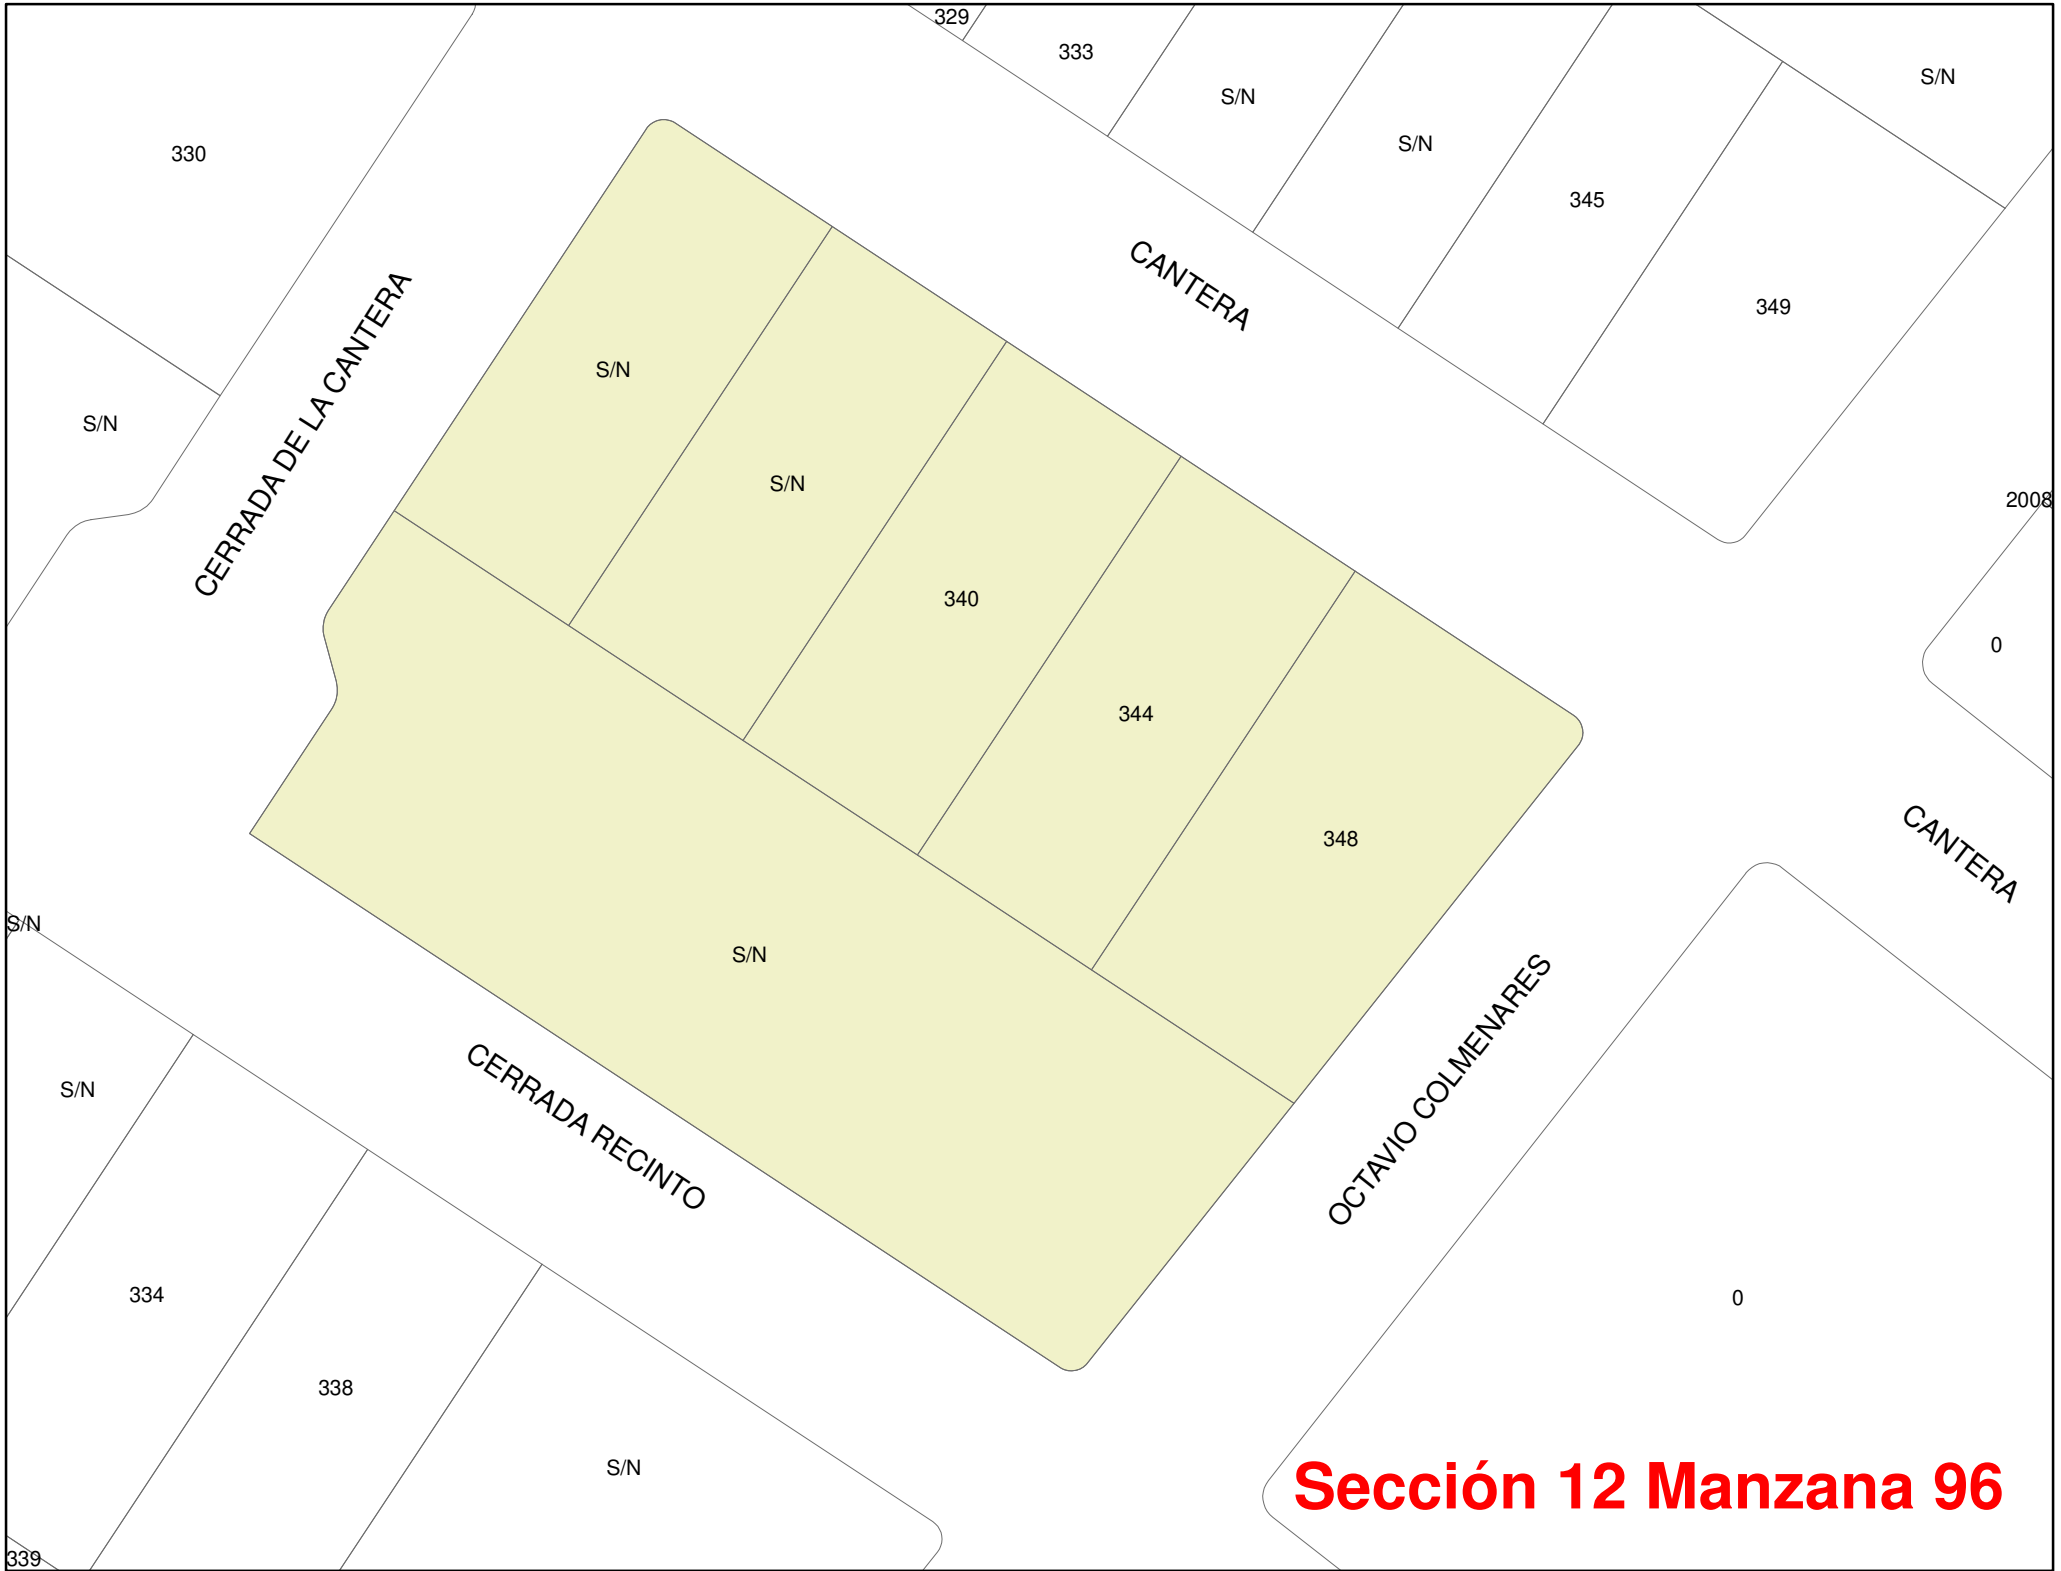 329
333
S/N
S/N
S/N
330
345
CANTERA
349
CERRADA DE LA CANTERA
S/N
S/N
S/N
2008
340
0
344
348
CANTERA
S/N
S/N
OCTAVIO COLMENARES
S/N
CERRADA RECINTO
334
0
338
S/N
Sección 12 Manzana 96
339